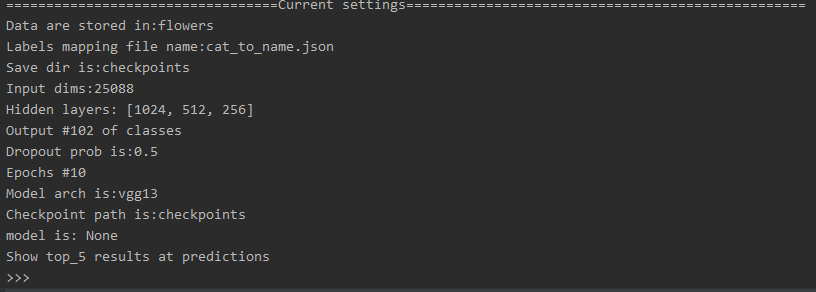 ==================================Current settings==================================================
Data are stored in:flowers
Labels mapping file name:cat_to_name.json
Save dir is:checkpoints
Input dims:25088
Hidden layers: [1024, 512, 256]
Output #102 of classes
Dropout prob is:0.5
Epochs #10
Model arch is:vgg13
Checkpoint path is:checkpoints
model is: None
Show top_5 results at predictions
>>>